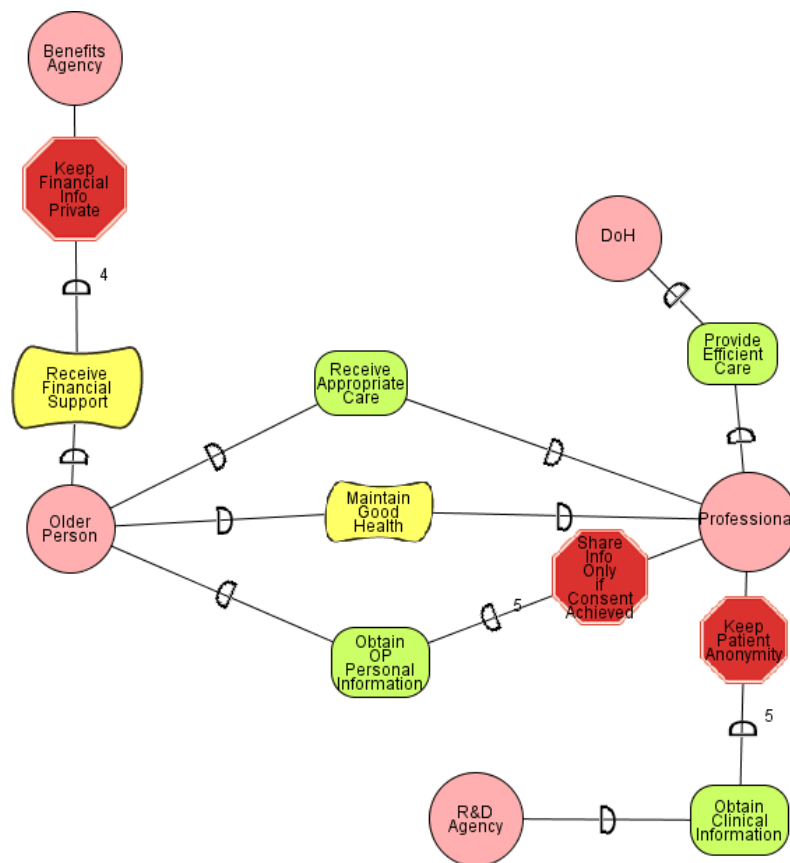 Benefits
Agency
Keep
Financial
Info
Private
4
DoH
Provide
Efficient
Care
Receive
Financial
Support
Receive
Appropriate
Care
Older
Person
Maintain
Good
Health
Professional
Share
Info
Only
if
Consent
Achieved
5
Keep
Patient
Anonymity
Obtain
OP
Personal
Information
5
R&D
Agency
Obtain
Clinical
Information